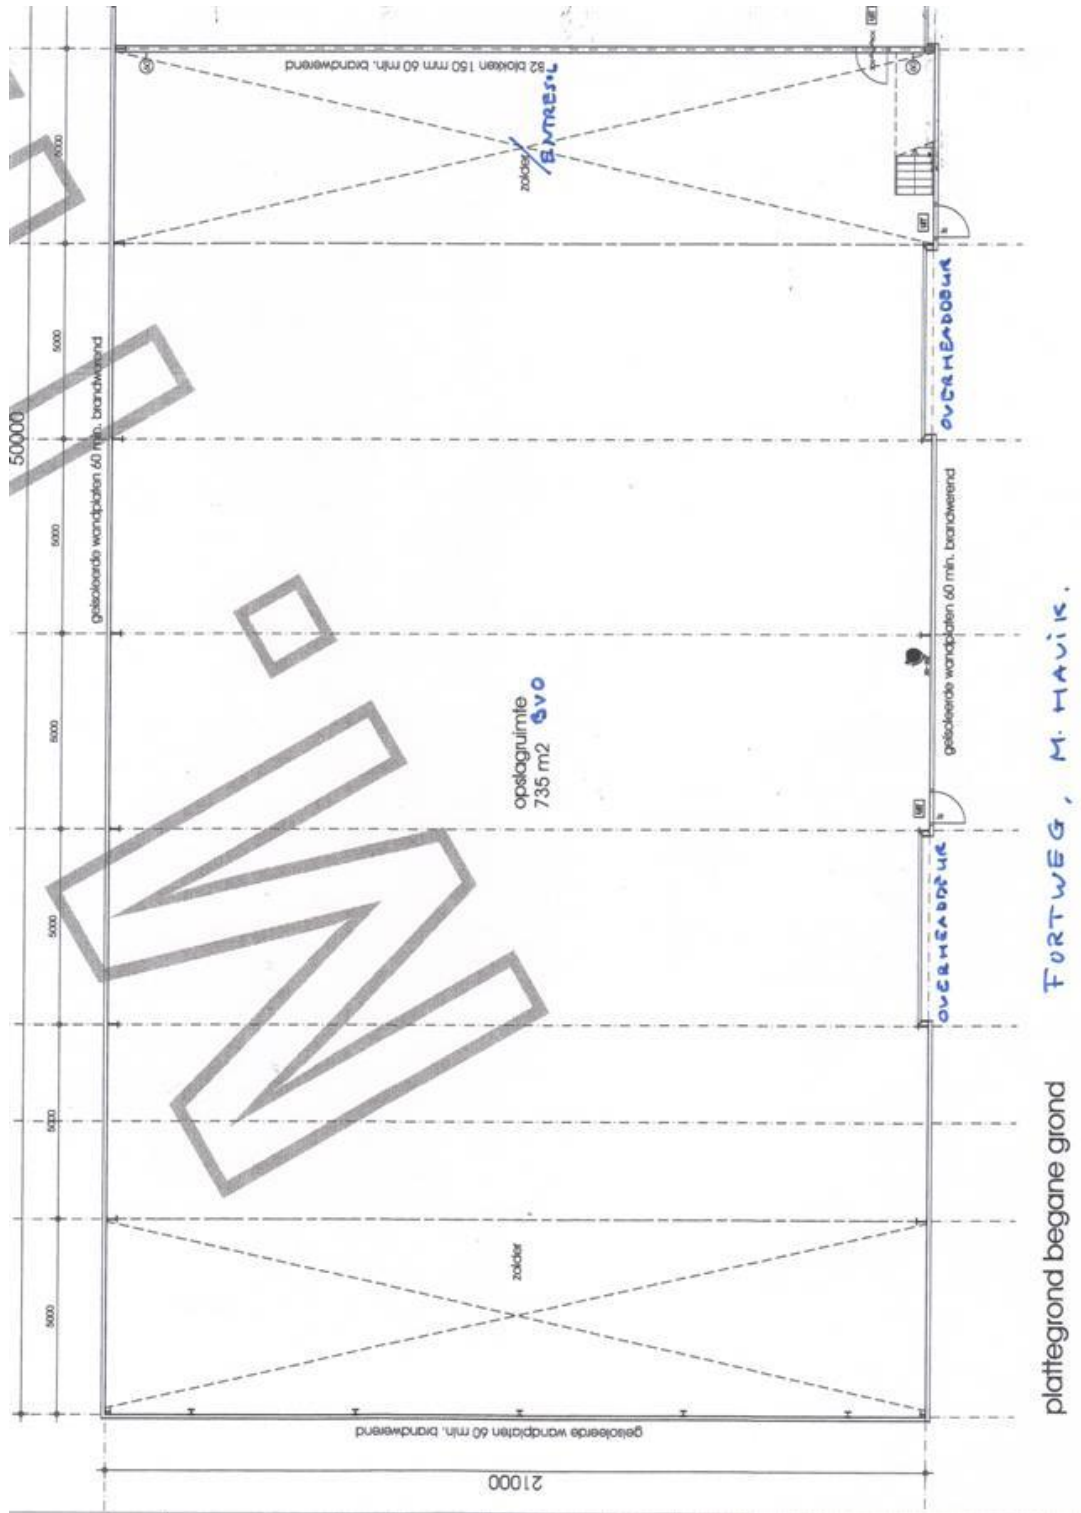 B2 blokken 150 mm 60 min. brandwerend
zolder
/ENTRESOL
50000
5000
5000
5000
5000
5000
5000
5000
geïsoleerde wandplaten 60 min. brandwerend
OVERHEADDEUR
geïsoleerde wandplaten 60 min. brandwerend
opslagruimte
735 m2 BVO
OVERHEADDEUR
zolder
geïsoleerde wandplaten 60 min. brandwerend
21000
plattegrond begane grond
FORTWEG, M. HAVIK.